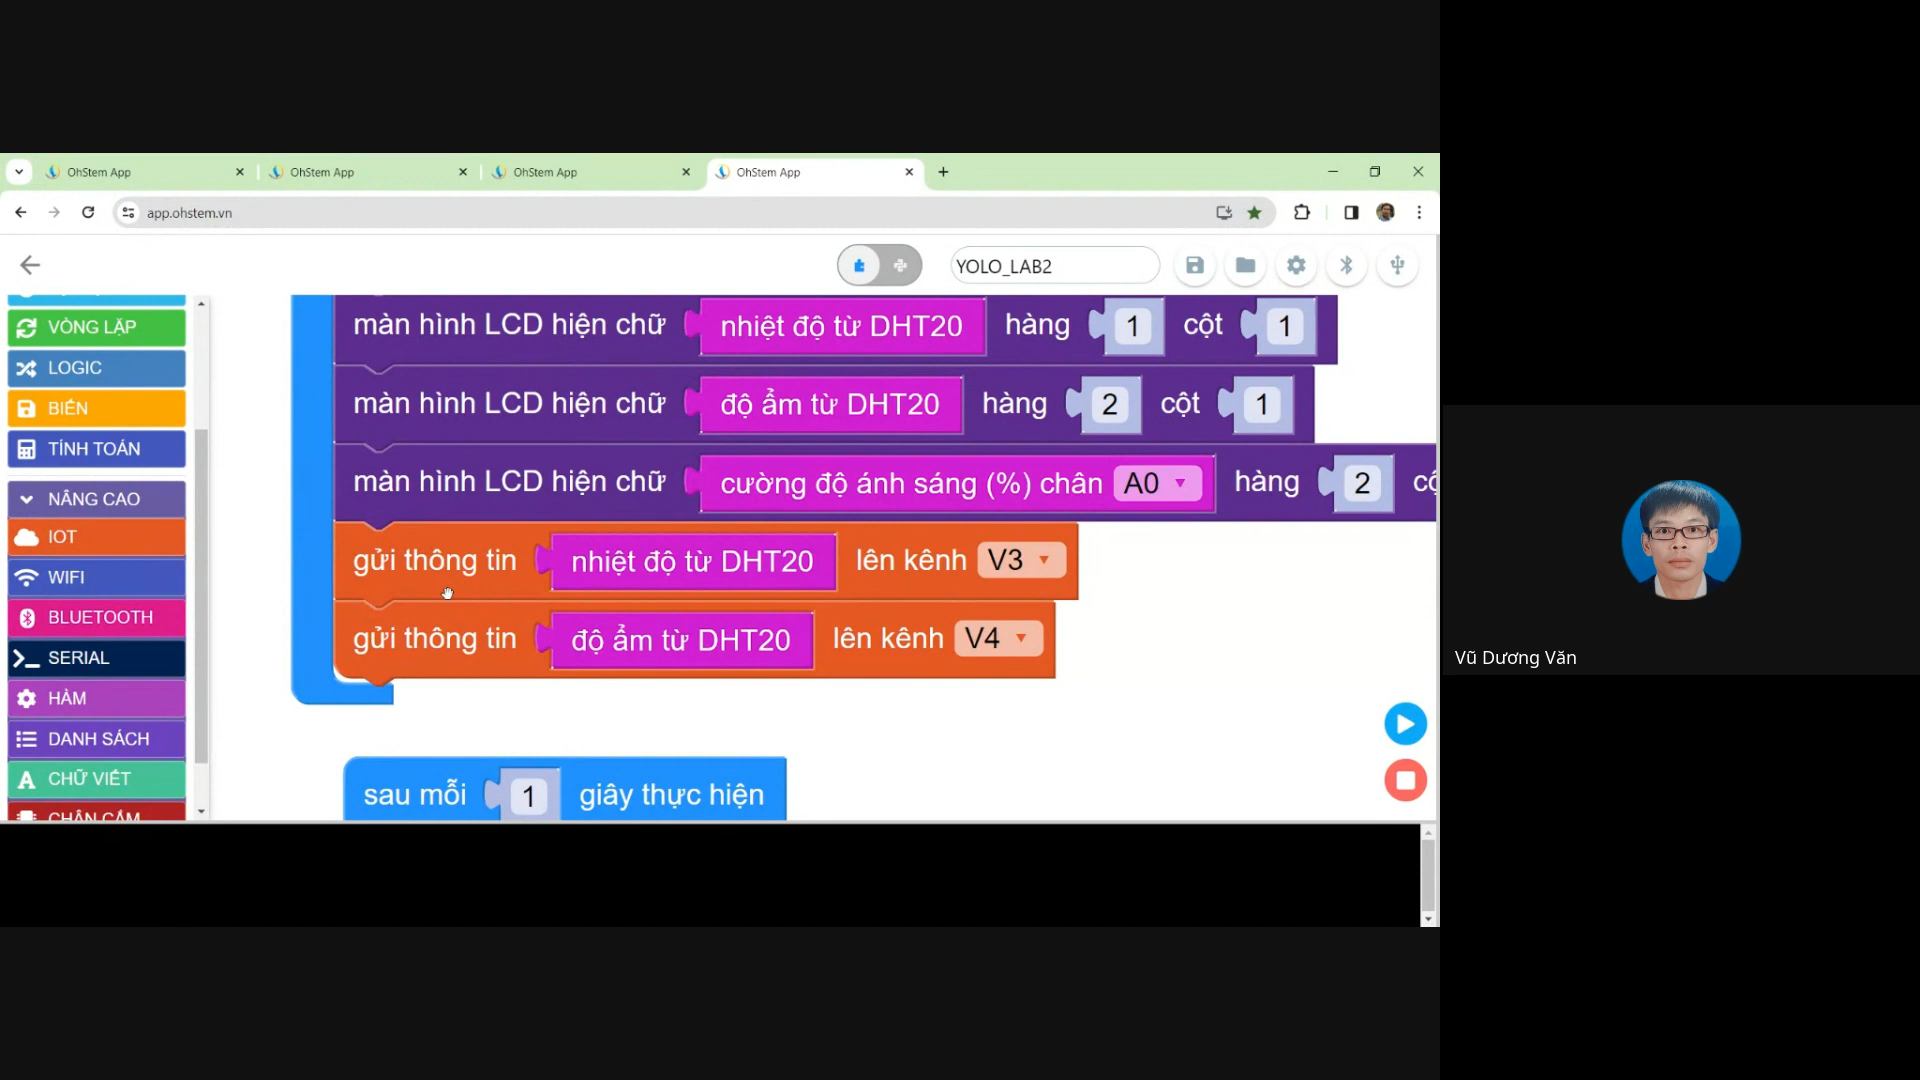 OhStem App
OhStem App
OhStem App
OhStem App
app.ohstem.vn
YOLO_LAB2
VÒNG LẶP
LOGIC
BIẾN
TÍNH TOÁN
NÂNG CAO
IOT
WIFI
BLUETOOTH
SERIAL
HÀM
DANH SÁCH
CHỮ VIẾT
CHÂN CẮM
màn hình LCD hiện chữ nhiệt độ từ DHT20 hàng 1 cột 1
màn hình LCD hiện chữ độ ẩm từ DHT20 hàng 2 cột 1
màn hình LCD hiện chữ cường độ ánh sáng (%) chân A0 hàng 2
gửi thông tin nhiệt độ từ DHT20 lên kênh V3
gửi thông tin độ ẩm từ DHT20 lên kênh V4
sau mỗi 1 giây thực hiện
Vũ Dương Văn